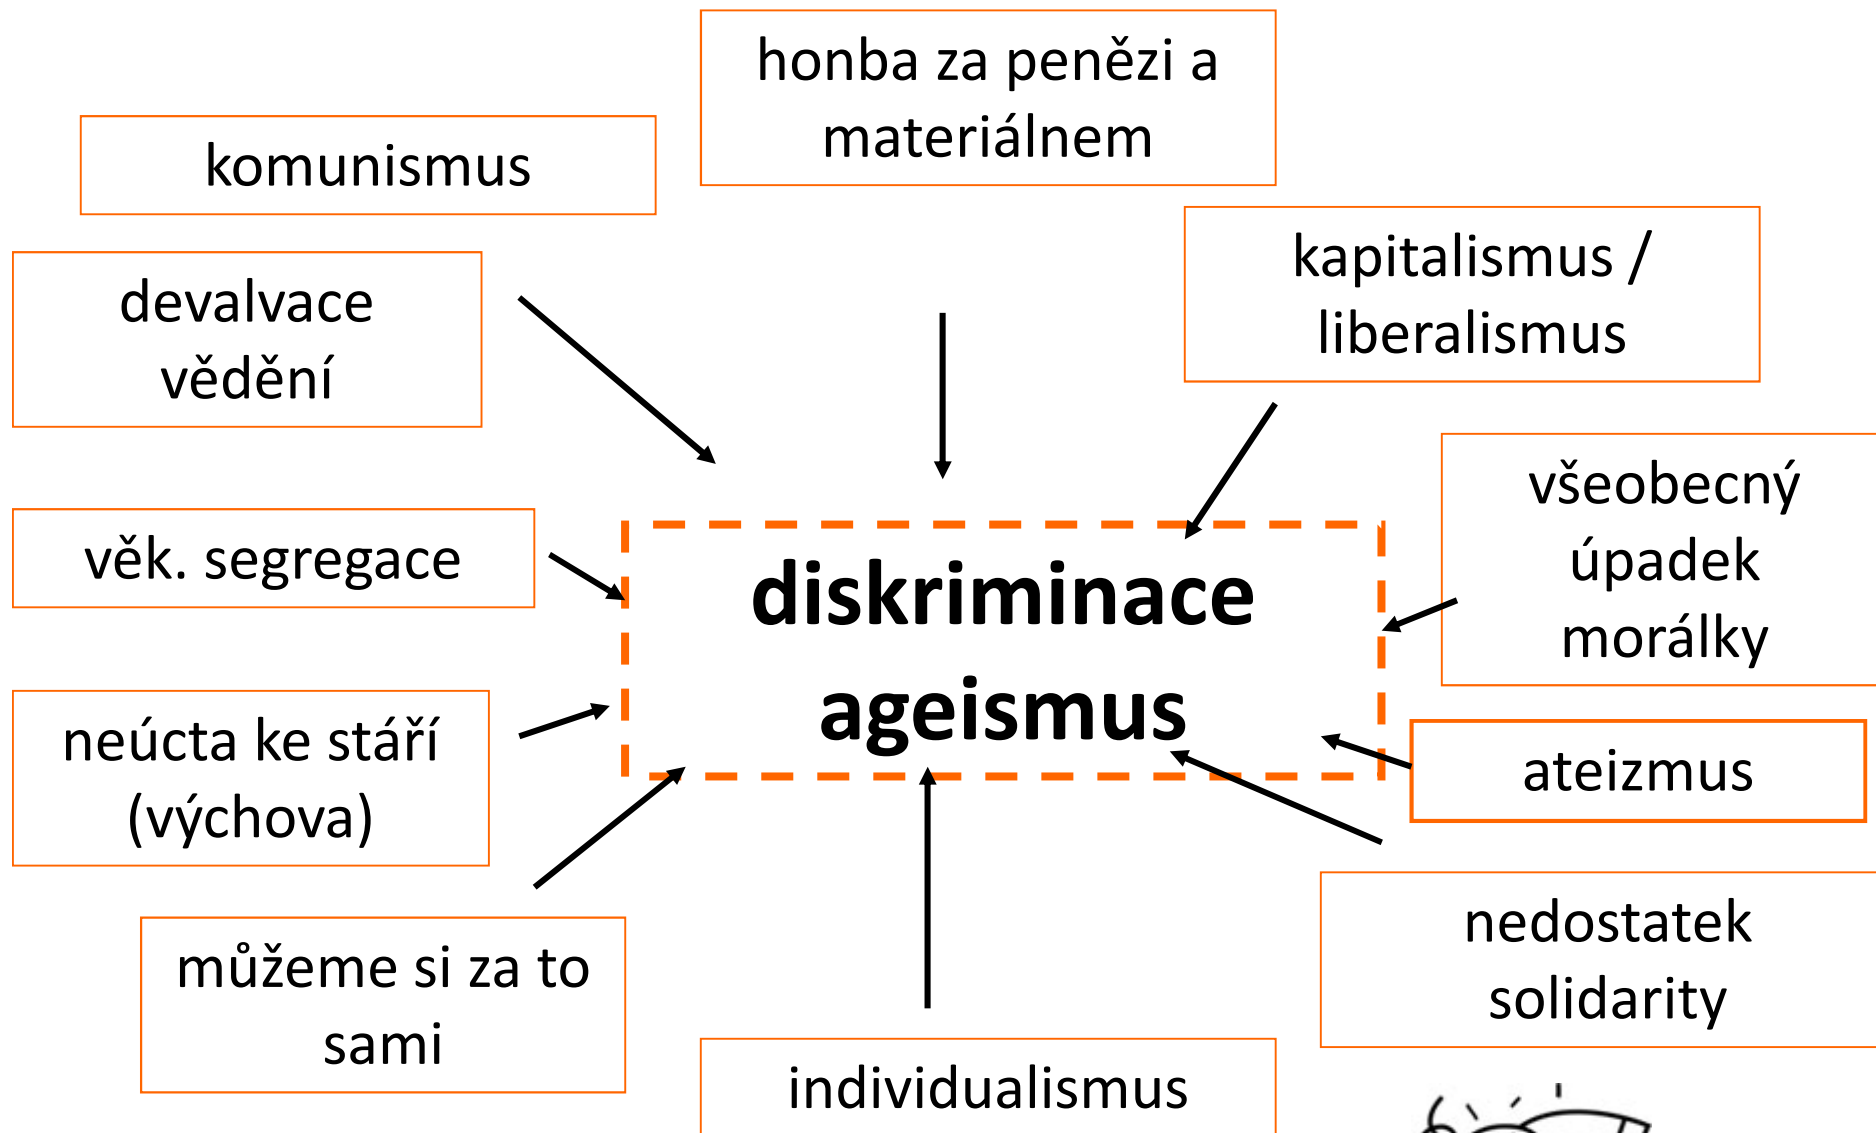 honba za penězi a
materiálnem
komunismus
kapitalismus /
liberalismus
devalvace
vědění
všeobecný
úpadek
morálky
věk. segregace
diskriminace
ageismus
neúcta ke stáří
(výchova)
ateizmus
nedostatek
solidarity
můžeme si za to
sami
individualismus